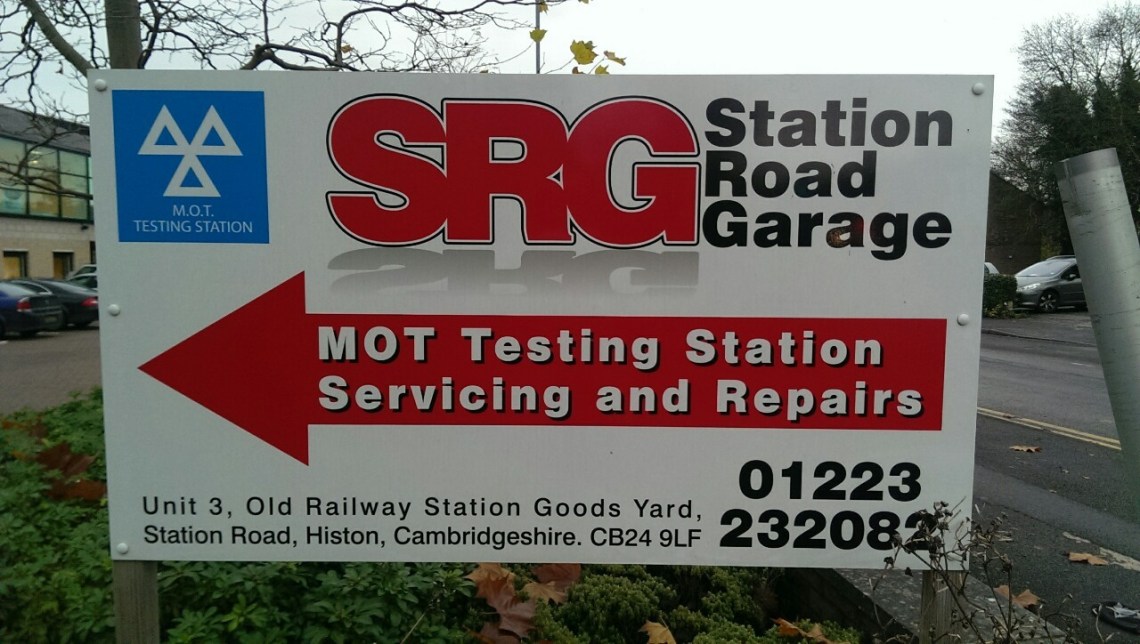 M.O.T.
TESTING STATION
SRG
Station
Road
Garage
MOT Testing Station
Servicing and Repairs
Unit 3, Old Railway Station Goods Yard,
Station Road, Histon, Cambridgeshire. CB24 9LF
01223
232082